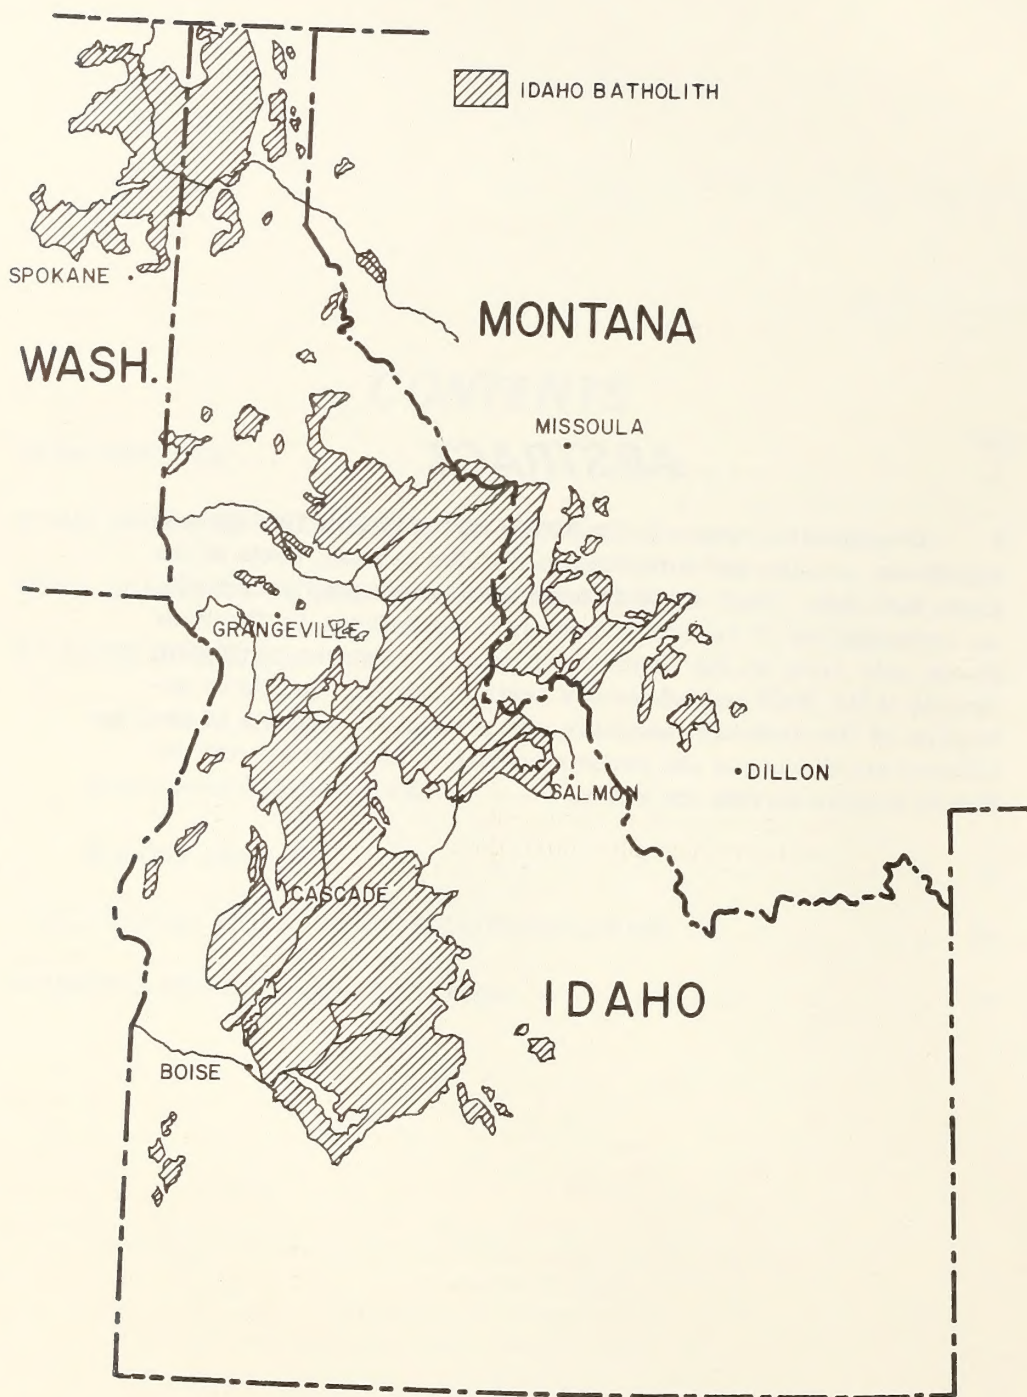 IDAHO BATHOLITH
SPOKANE
MONTANA
WASH.
MISSOULA
GRANGEVILLE
SALMON
DILLON
CASCADE
IDAHO
BOISE